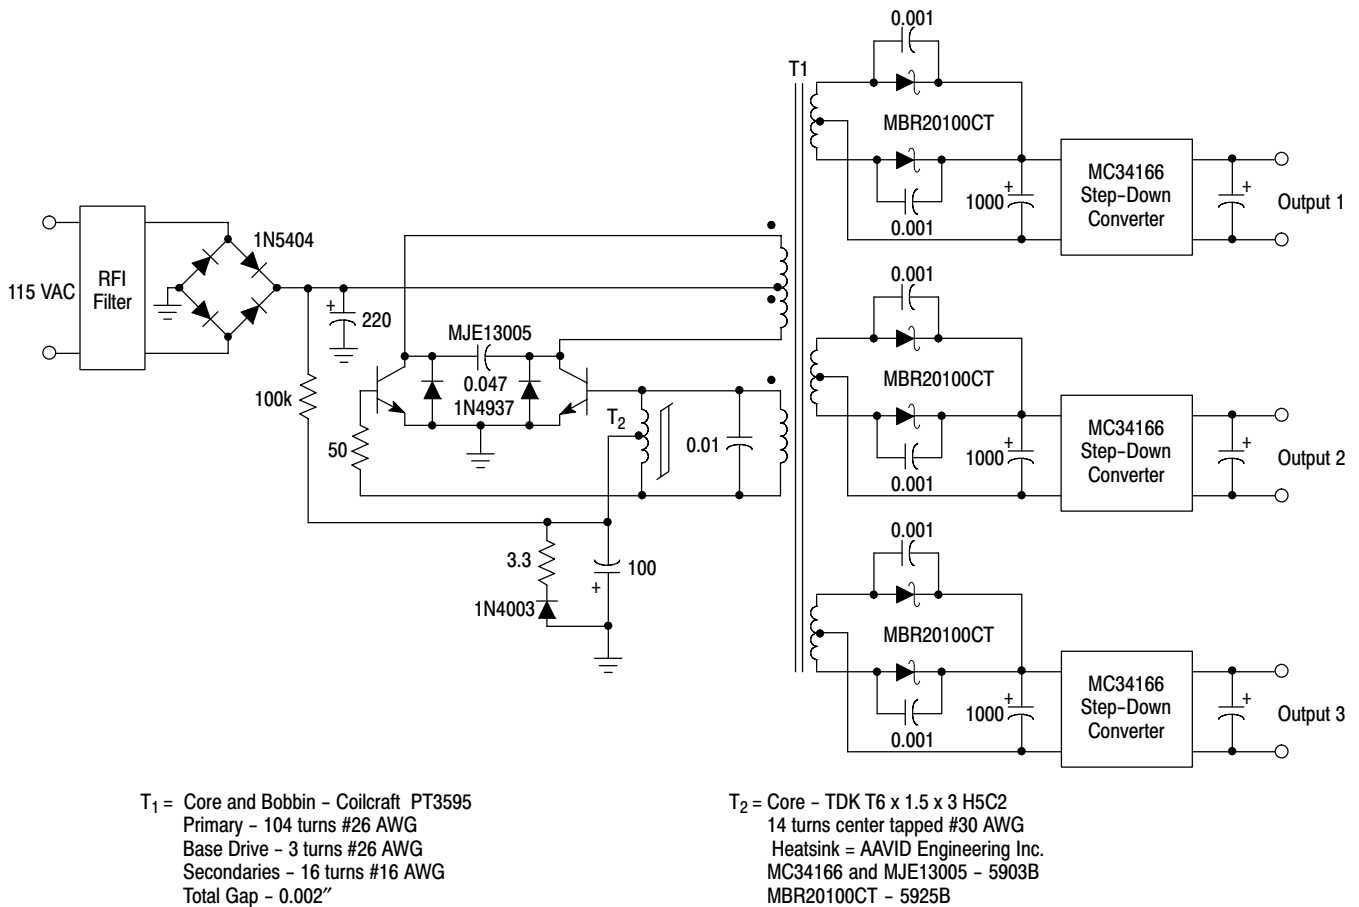 0.001
T1
MBR20100CT
MC34166
Step-Down
Converter
1000
+
+
Output 1
0.001
1N5404
115 VAC
RFI
Filter
+
220
0.001
MJE13005
0.047
1N4937
100k
T2
50
0.01
MBR20100CT
MC34166
Step-Down
Converter
1000
+
+
Output 2
0.001
0.001
3.3
100
+
1N4003
MBR20100CT
MC34166
Step-Down
Converter
1000
+
+
Output 3
0.001
T1 = Core and Bobbin - Coilcraft PT3595
Primary - 104 turns #26 AWG
Base Drive - 3 turns #26 AWG
Secondaries - 16 turns #16 AWG
Total Gap - 0.002″
T2 = Core - TDK T6 x 1.5 x 3 H5C2
14 turns center tapped #30 AWG
Heatsink = AAVID Engineering Inc.
MC34166 and MJE13005 - 5903B
MBR20100CT - 5925B